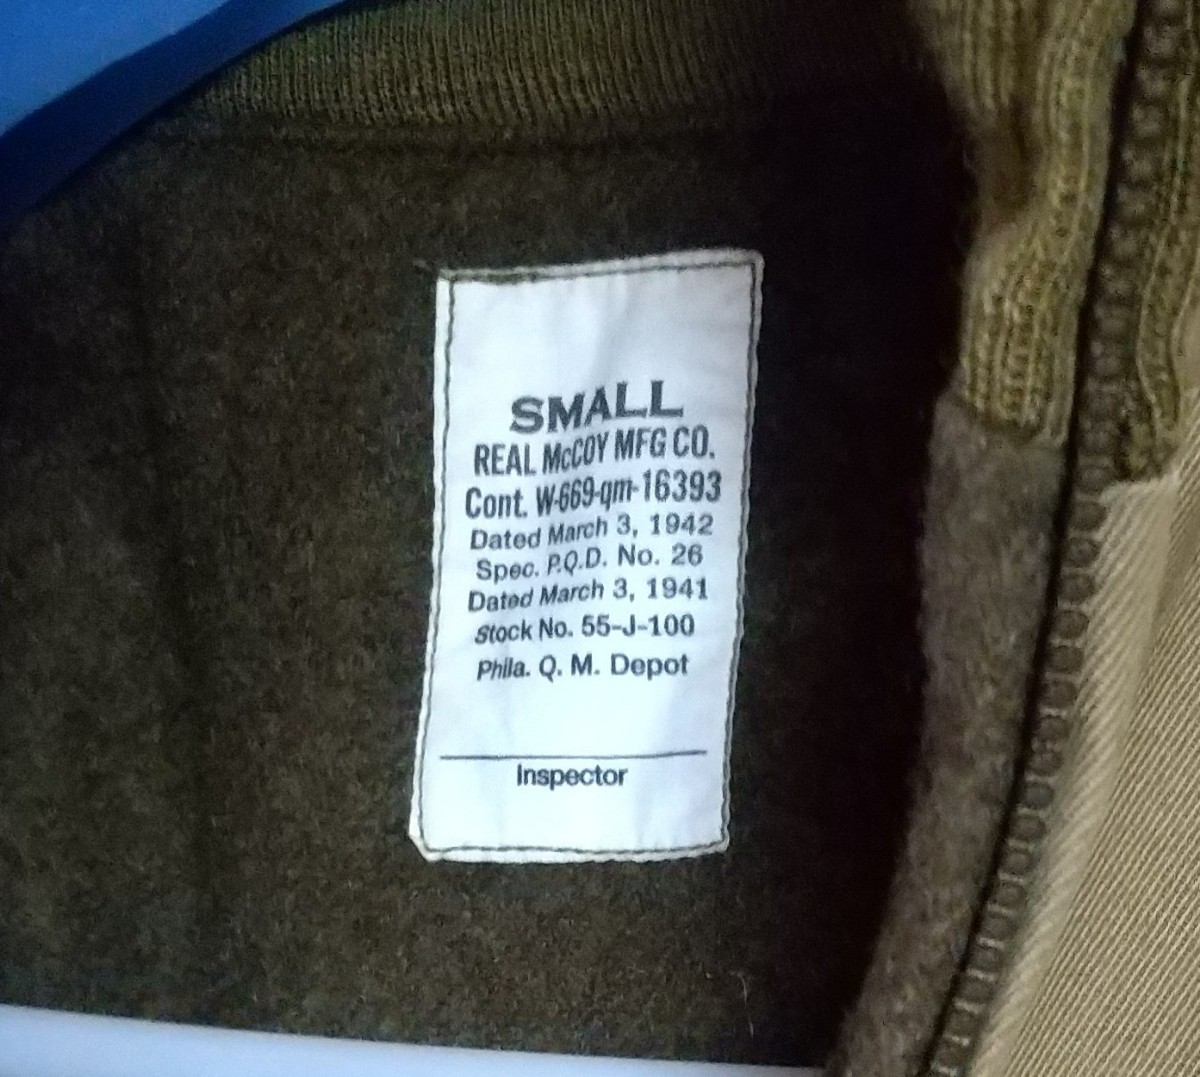 SMALL
REAL McCOY MFG CO.
Cont. W-669-qm-16393
Dated March 3, 1942
Spec. P.Q.D. No. 26
Dated March 3, 1941
Stock No. 55-J-100
Phila. Q. M. Depot
Inspector